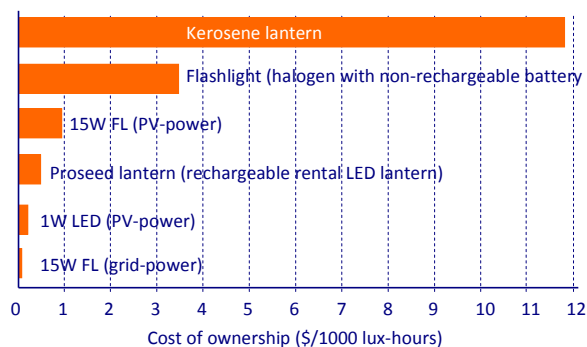 Kerosene lantern
Flashlight (halogen with non-rechargeable battery
15W FL (PV-power)
Proseed lantern (rechargeable rental LED lantern)
1W LED (PV-power)
15W FL (grid-power)
0 1 2 3 4 5 6 7 8 9 10 11 12
Cost of ownership ($/1000 lux-hours)